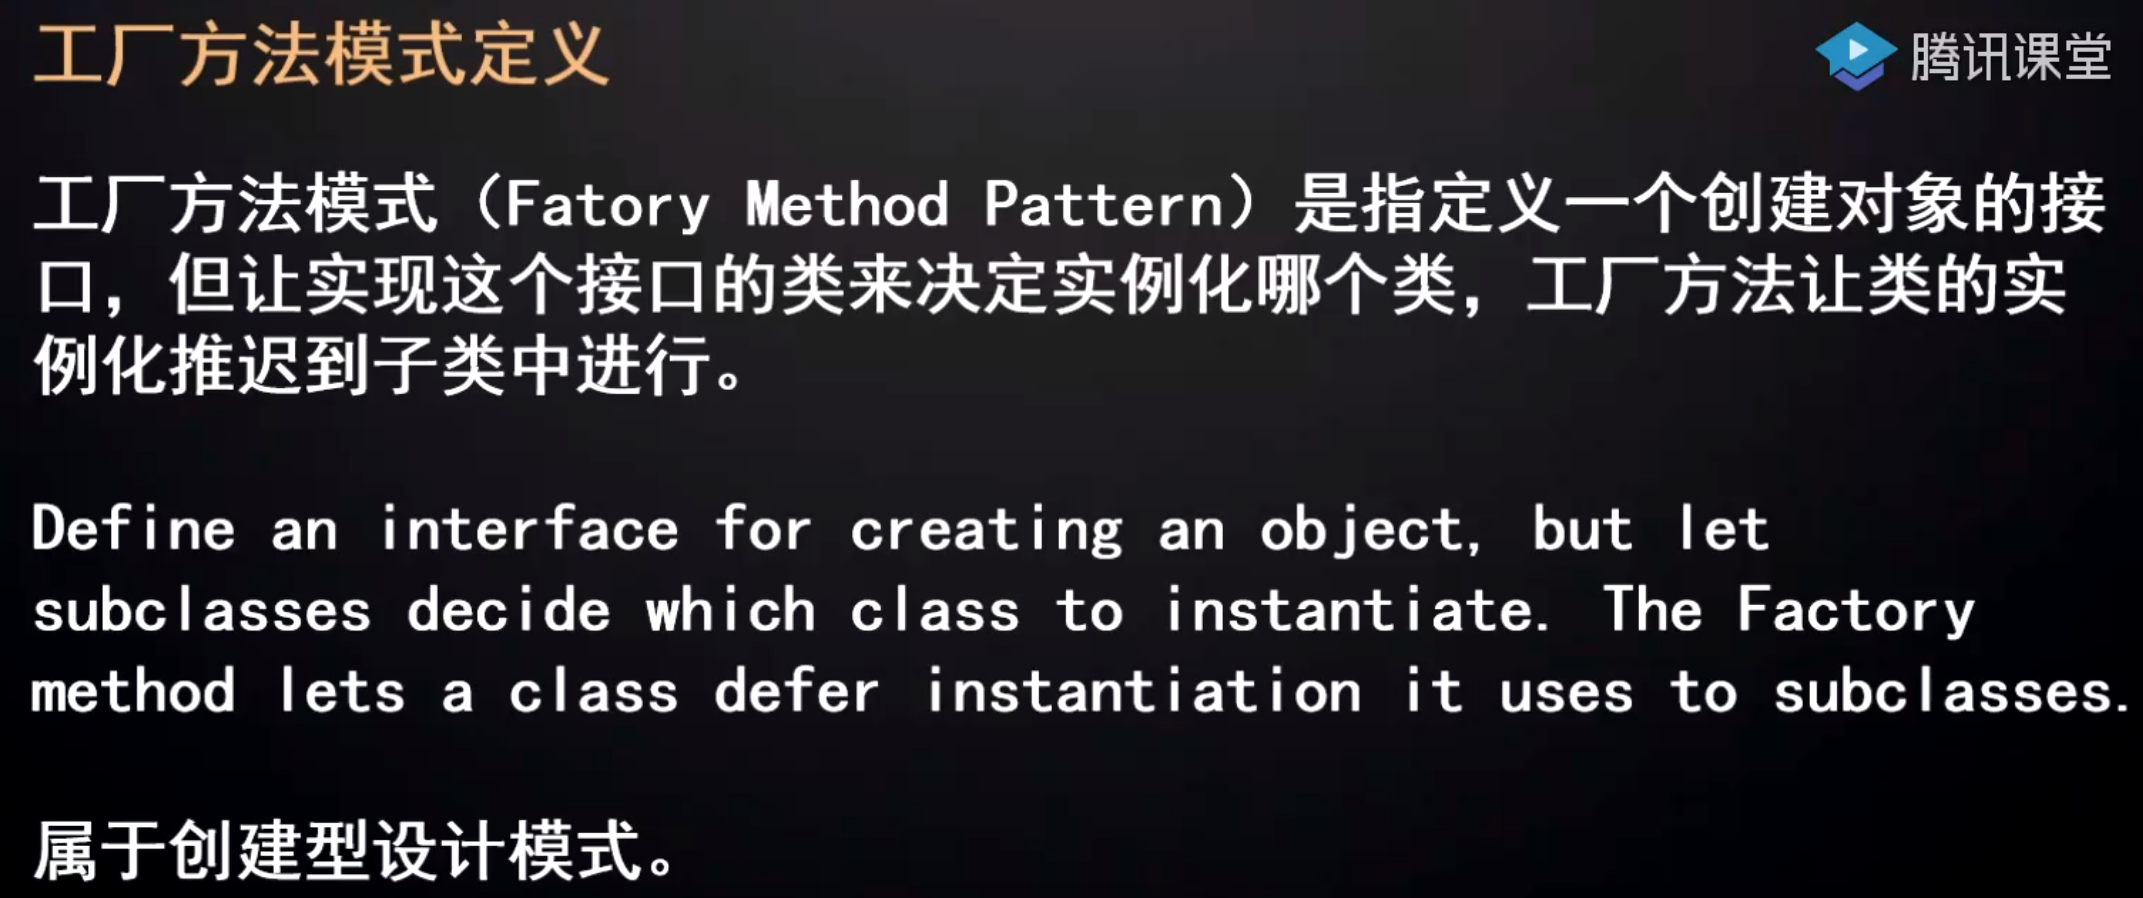 工厂方法模式定义
腾讯课堂
工厂方法模式（Fatory Method Pattern）是指定义一个创建对象的接
口，但让实现这个接口的类来决定实例化哪个类，工厂方法让类的实
例化推迟到子类中进行。
Define an interface for creating an object, but let
subclasses decide which class to instantiate. The Factory
method lets a class defer instantiation it uses to subclasses.
属于创建型设计模式。